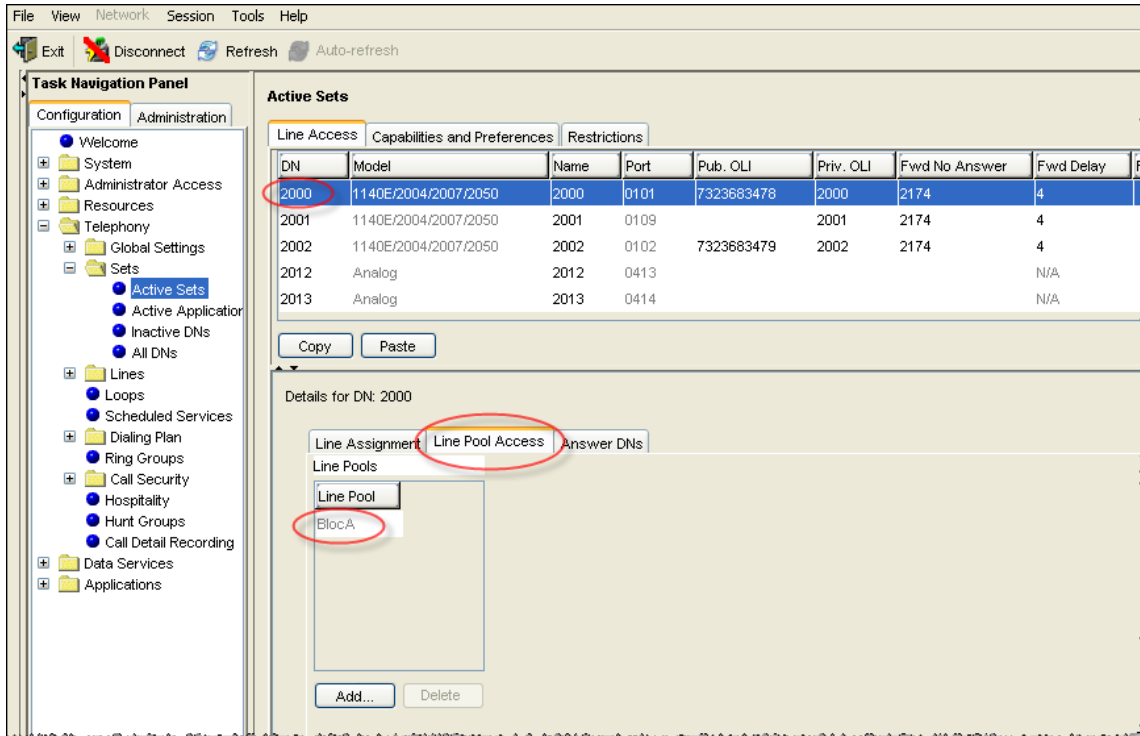 File View Network Session Tools Help
Exit Disconnect Refresh Auto-refresh
Task Navigation Panel
Configuration Administration
Welcome
System
Administrator Access
Resources
Telephony
Global Settings
Sets
Active Sets
Active Application
Inactive DNs
All DNs
Lines
Loops
Scheduled Services
Dialing Plan
Ring Groups
Call Security
Hospitality
Hunt Groups
Call Detail Recording
Data Services
Applications
Active Sets
Line Access Capabilities and Preferences Restrictions
DN Model Name Port Pub. OLI Priv. OLI Fwd No Answer Fwd Delay F
2000 1140E/2004/2007/2050 2000 0101 7323683478 2000 2174 4
2001 1140E/2004/2007/2050 2001 0109 2001 2174 4
2002 1140E/2004/2007/2050 2002 0102 7323683479 2002 2174 4
2012 Analog 2012 0413 N/A
2013 Analog 2013 0414 N/A
Copy Paste
Details for DN: 2000
Line Assignment Line Pool Access Answer DNs
Line Pools
Line Pool
BlocA
Add... Delete